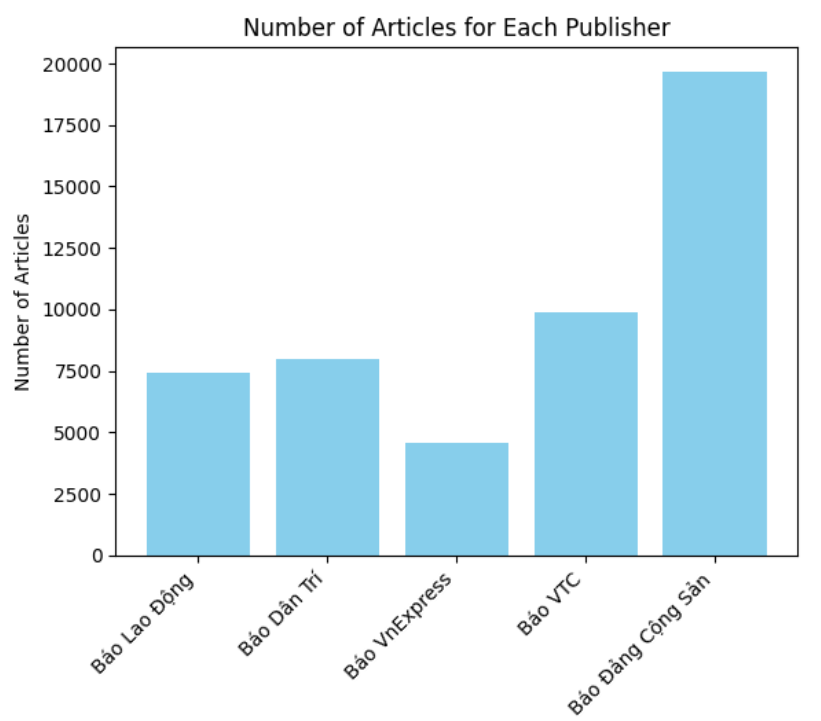 Number of Articles for Each Publisher
Number of Articles
20000
17500
15000
12500
10000
7500
5000
2500
0
Báo Lao Động
Báo Dân Trí
Báo VnExpress
Báo VTC
Báo Đảng Cộng Sản